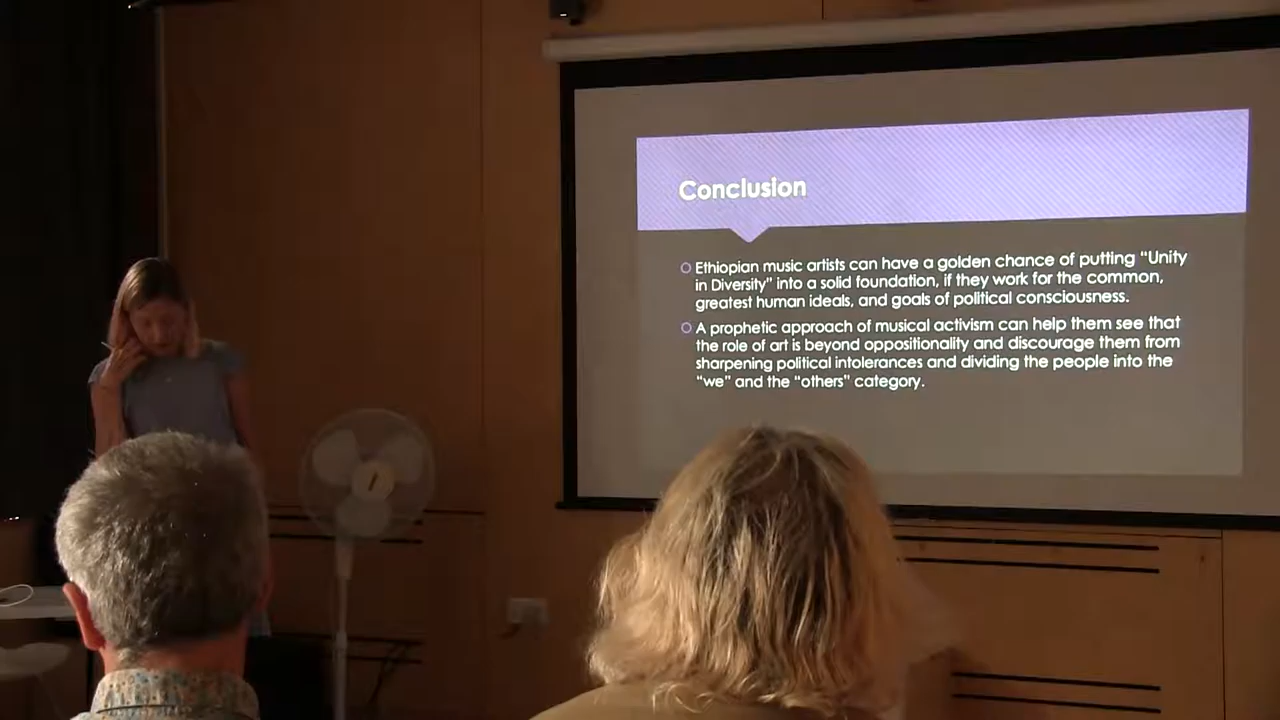 Conclusion
Ethiopian music artists can have a golden chance of putting “Unity
in Diversity” into a solid foundation, if they work for the common,
greatest human ideals, and goals of political consciousness.
A prophetic approach of musical activism can help them see that
the role of art is beyond oppositionality and discourage them from
sharpening political intolerances and dividing the people into the
“we” and the “others” category.